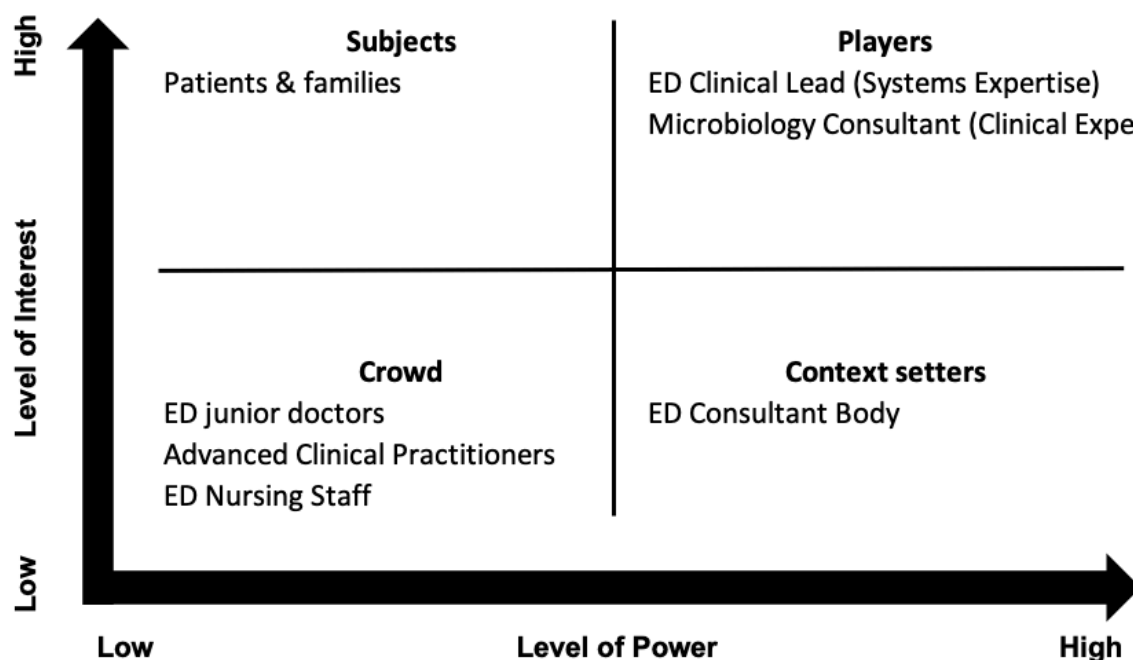 High
Subjects
Patients & families
Players
ED Clinical Lead (Systems Expertise)
Microbiology Consultant (Clinical Expe
Level of Interest
Crowd
ED junior doctors
Advanced Clinical Practitioners
ED Nursing Staff
Context setters
ED Consultant Body
Low
Low
Level of Power
High